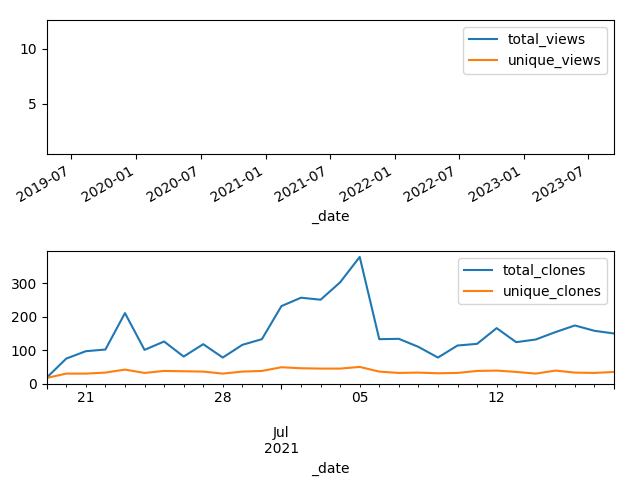 10
5
total_views
unique_views
2019-07
2020-01
2020-07
2021-01
2021-07
2022-01
2022-07
2023-01
2023-07
_date
300
200
100
0
total_clones
unique_clones
21
28
05
12
Jul
2021
_date